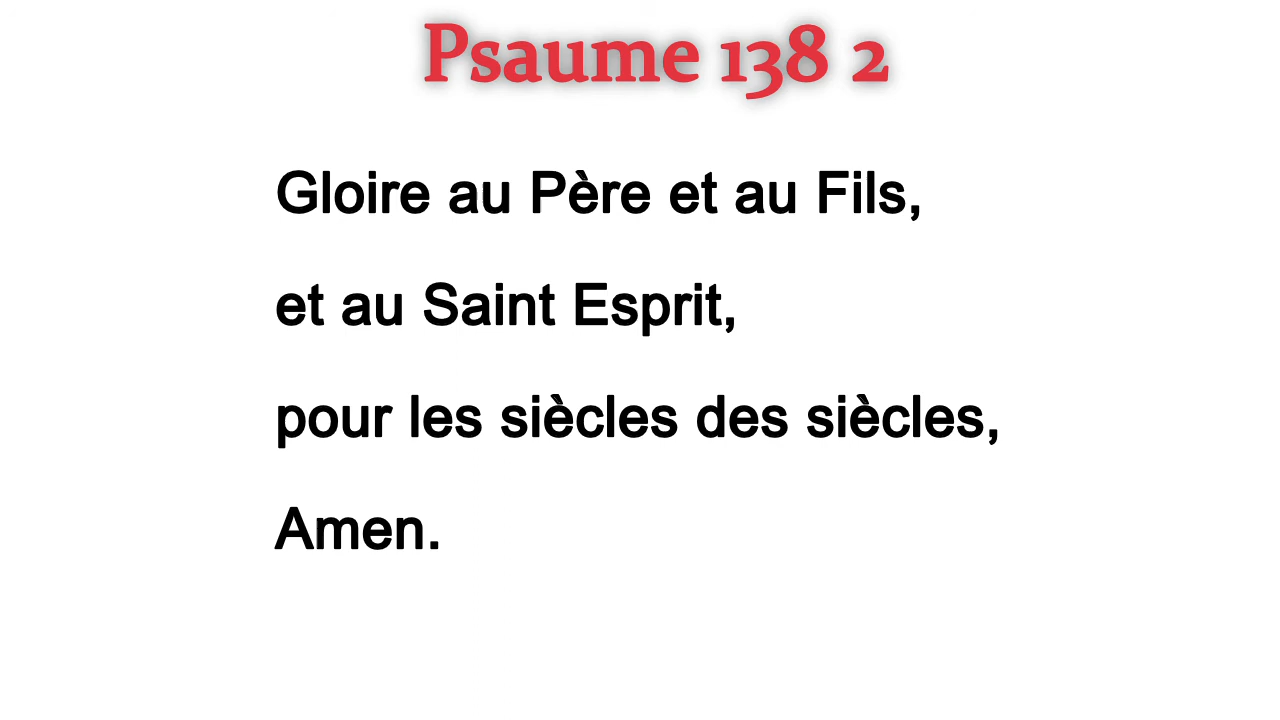 Psaume 138 2
Gloire au Père et au Fils,
et au Saint Esprit,
pour les siècles des siècles,
Amen.